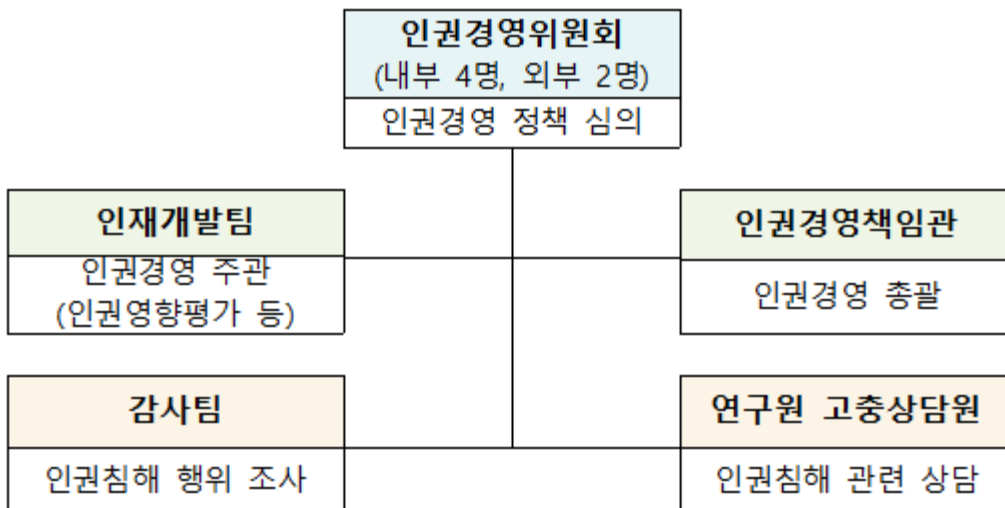 인권경영위원회
(내부 4명, 외부 2명)
인권경영 정책 심의
인재개발팀
인권경영 주관
(인권영향평가 등)
인권경영책임관
인권경영 총괄
감사팀
인권침해 행위 조사
연구원 고충상담원
인권침해 관련 상담